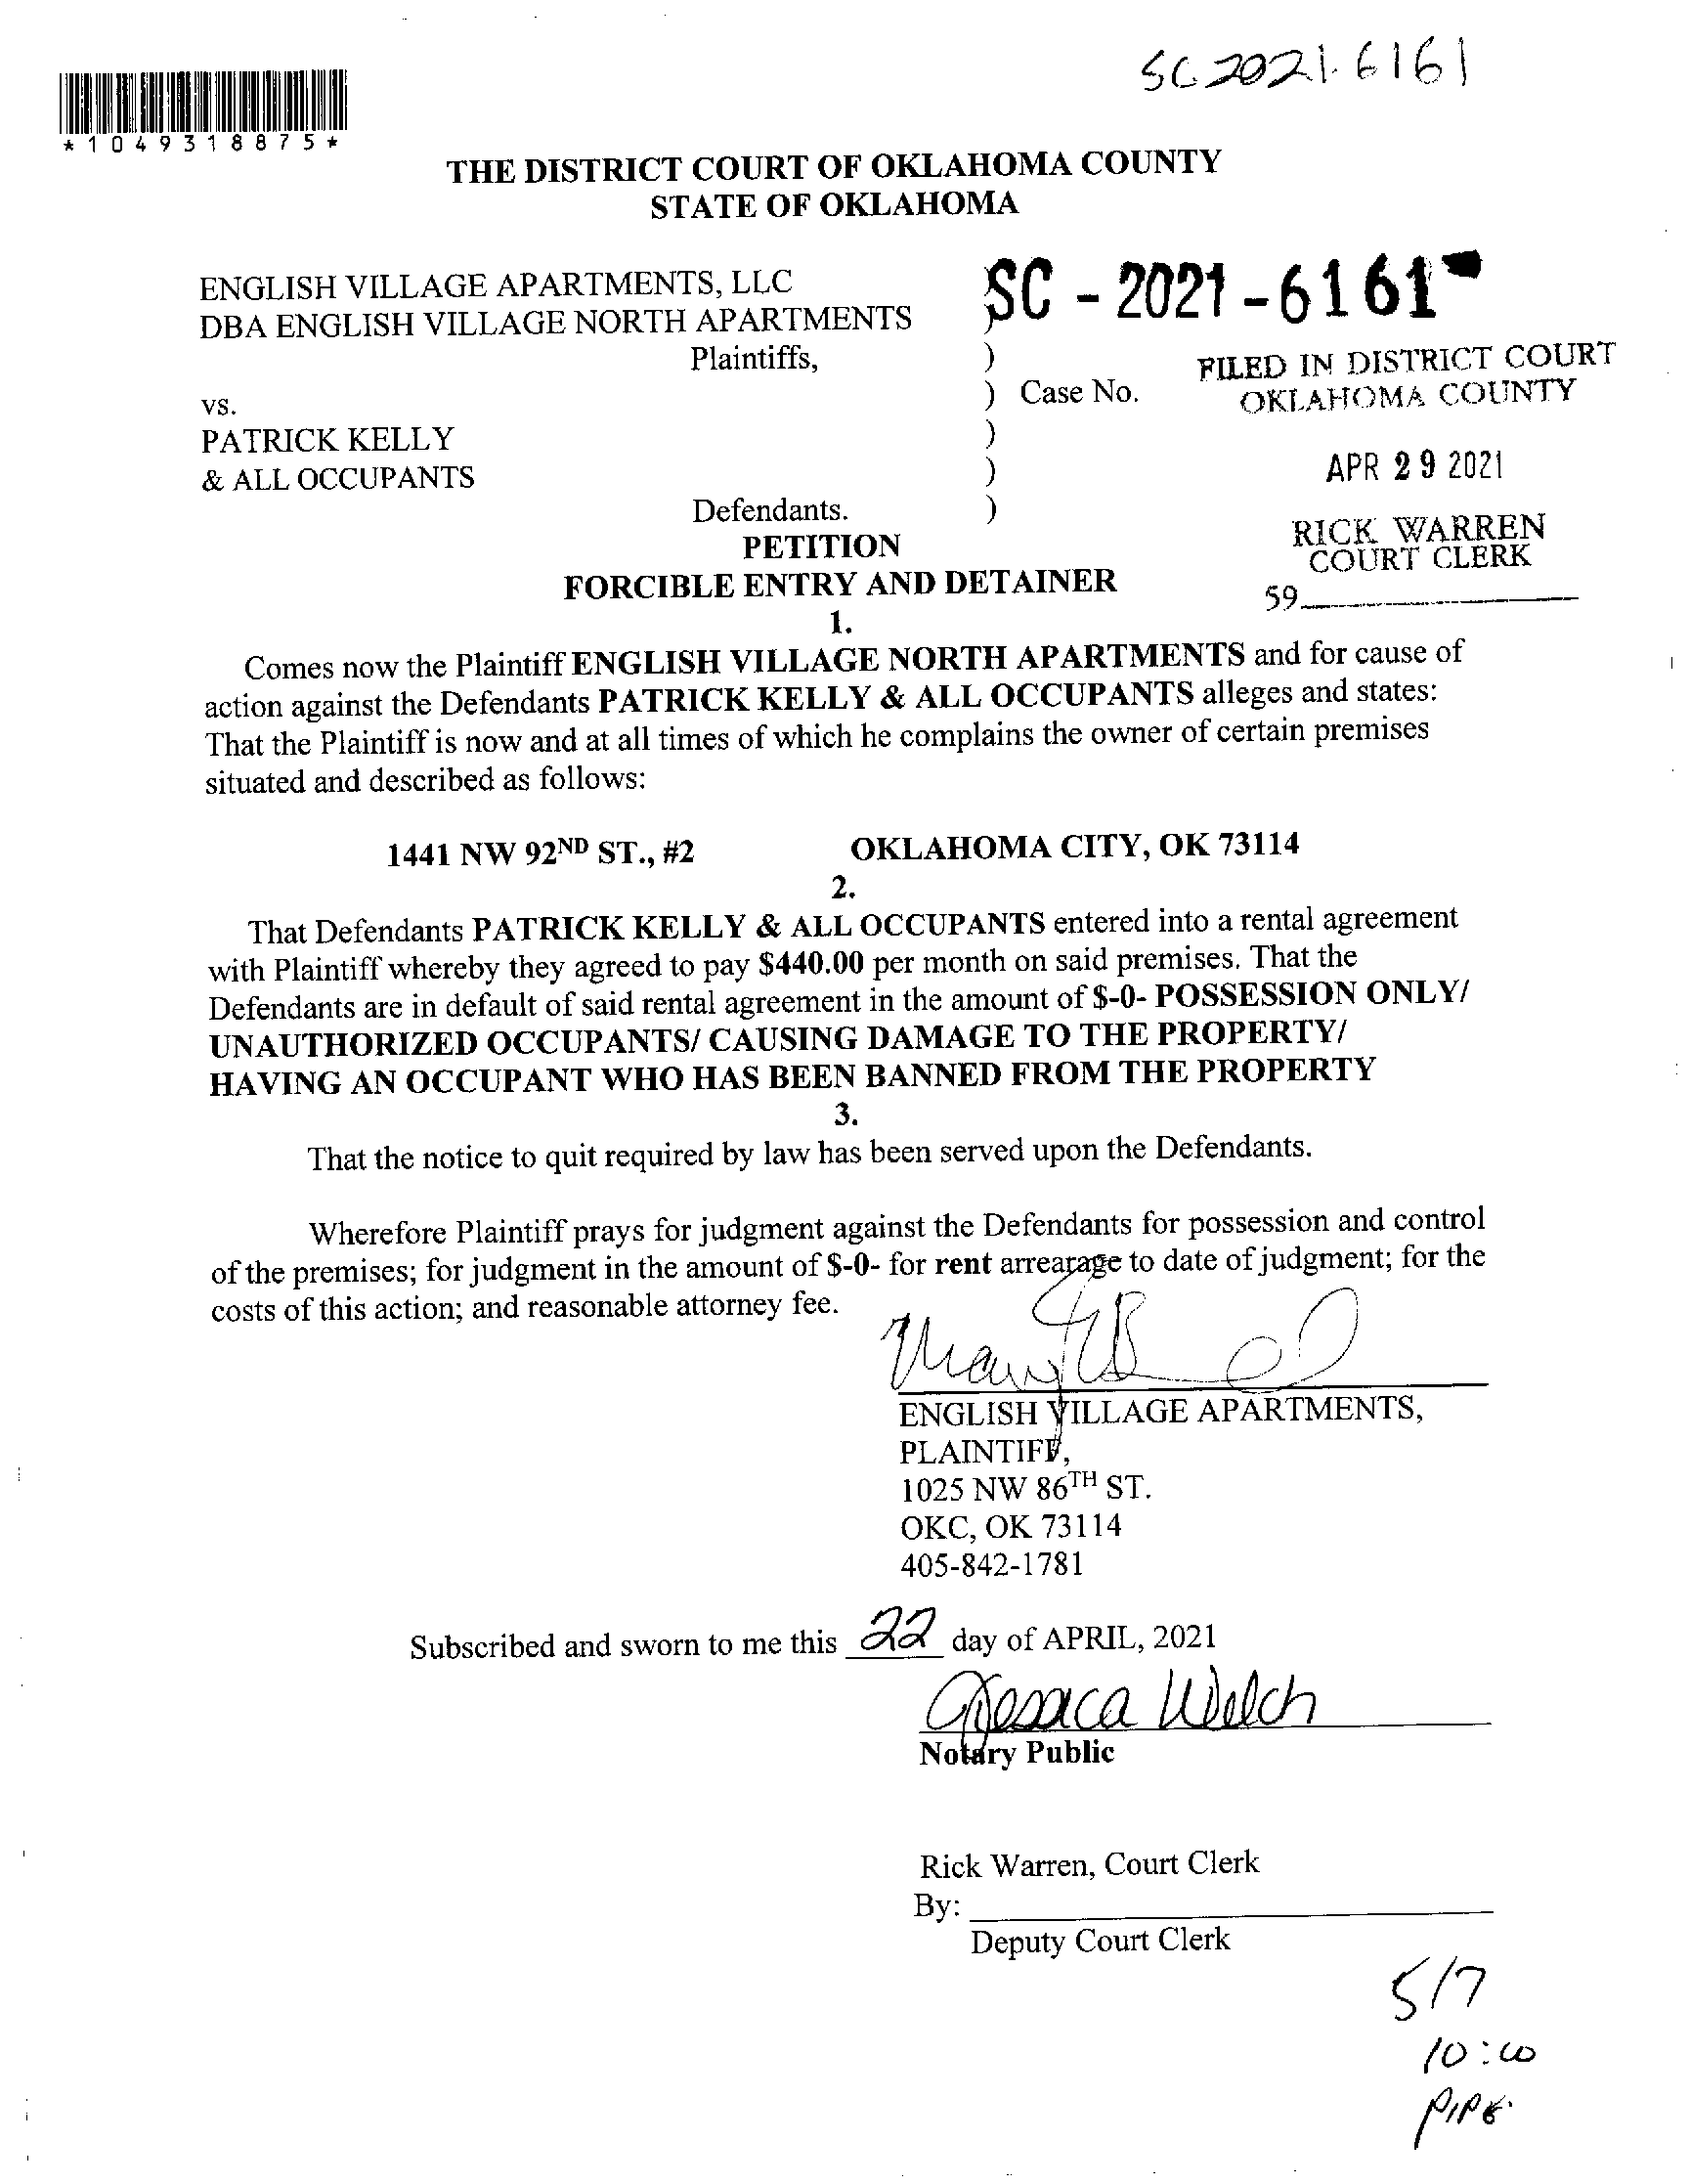 SC 2021-6161
*1049318875*
THE DISTRICT COURT OF OKLAHOMA COUNTY
STATE OF OKLAHOMA
ENGLISH VILLAGE APARTMENTS, LLC
SC - 2021 - 6161
DBA ENGLISH VILLAGE NORTH APARTMENTS )
Plaintiffs, )
FILED IN DISTRICT COURT
OKLAHOMA COUNTY
vs. ) Case No.
PATRICK KELLY )
& ALL OCCUPANTS )
APR 29 2021
Defendants. )
RICK WARREN
COURT CLERK
59
PETITION
FORCIBLE ENTRY AND DETAINER
1.
Comes now the Plaintiff ENGLISH VILLAGE NORTH APARTMENTS and for cause of
action against the Defendants PATRICK KELLY & ALL OCCUPANTS alleges and states:
That the Plaintiff is now and at all times of which he complains the owner of certain premises
situated and described as follows:
1441 NW 92ND ST., #2 OKLAHOMA CITY, OK 73114
2.
That Defendants PATRICK KELLY & ALL OCCUPANTS entered into a rental agreement
with Plaintiff whereby they agreed to pay $440.00 per month on said premises. That the
Defendants are in default of said rental agreement in the amount of $-0- POSSESSION ONLY/
UNAUTHORIZED OCCUPANTS/ CAUSING DAMAGE TO THE PROPERTY/
HAVING AN OCCUPANT WHO HAS BEEN BANNED FROM THE PROPERTY
3.
That the notice to quit required by law has been served upon the Defendants.
Wherefore Plaintiff prays for judgment against the Defendants for possession and control
of the premises; for judgment in the amount of $-0- for rent arrearage to date of judgment; for the
costs of this action; and reasonable attorney fee.
ENGLISH VILLAGE APARTMENTS,
PLAINTIFF,
1025 NW 86TH ST.
OKC, OK 73114
405-842-1781
Subscribed and sworn to me this 22 day of APRIL, 2021
Jessica Welch
Notary Public
Rick Warren, Court Clerk
By:
Deputy Court Clerk
5/7
10:00
PIPE